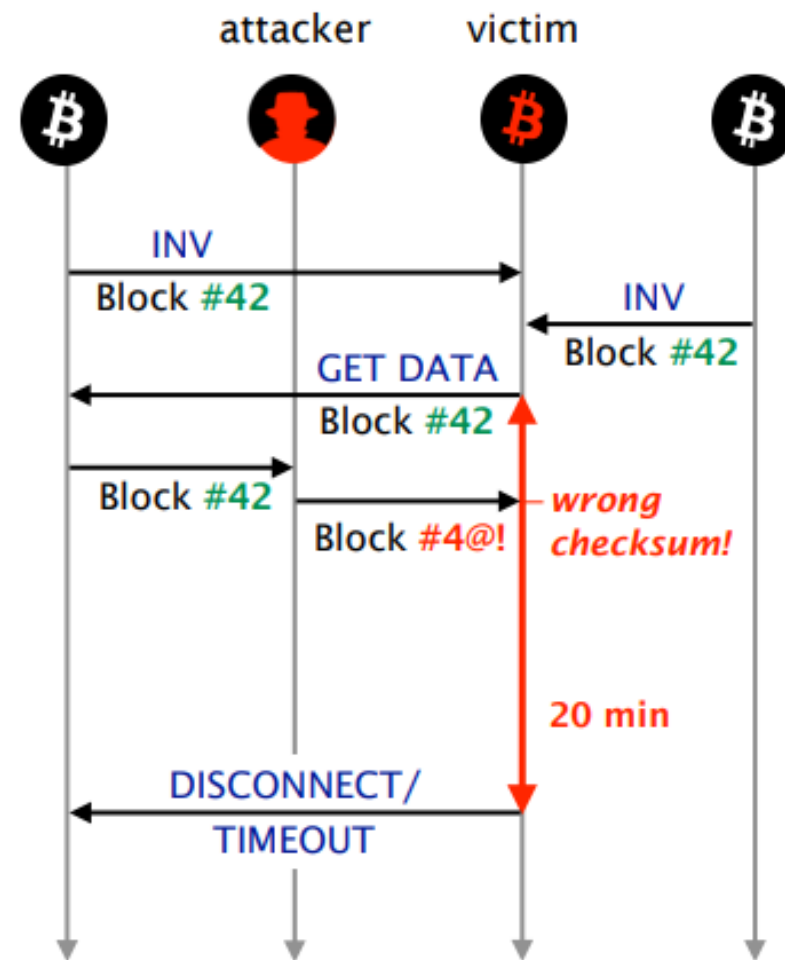 attacker
victim
INV
Block #42
INV
Block #42
GET DATA
Block #42
Block #42
Block #4@!
wrong
checksum!
20 min
DISCONNECT/
TIMEOUT